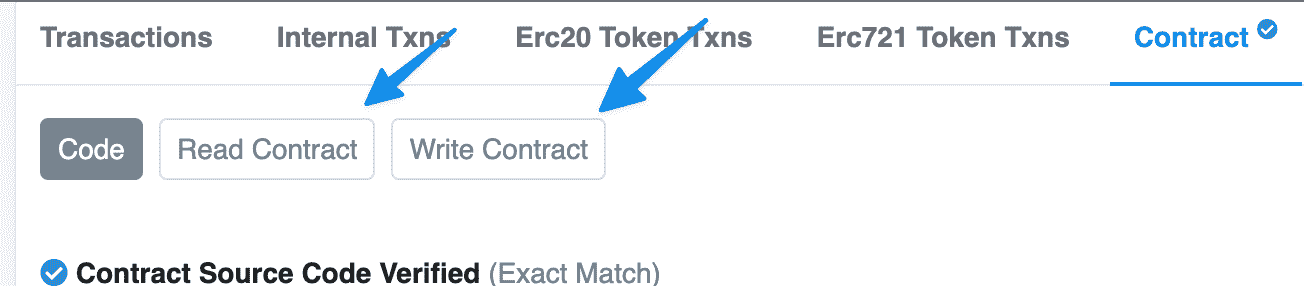 Transactions Internal Txns Erc20 Token Txns Erc721 Token Txns Contract
Code Read Contract Write Contract
Contract Source Code Verified (Exact Match)